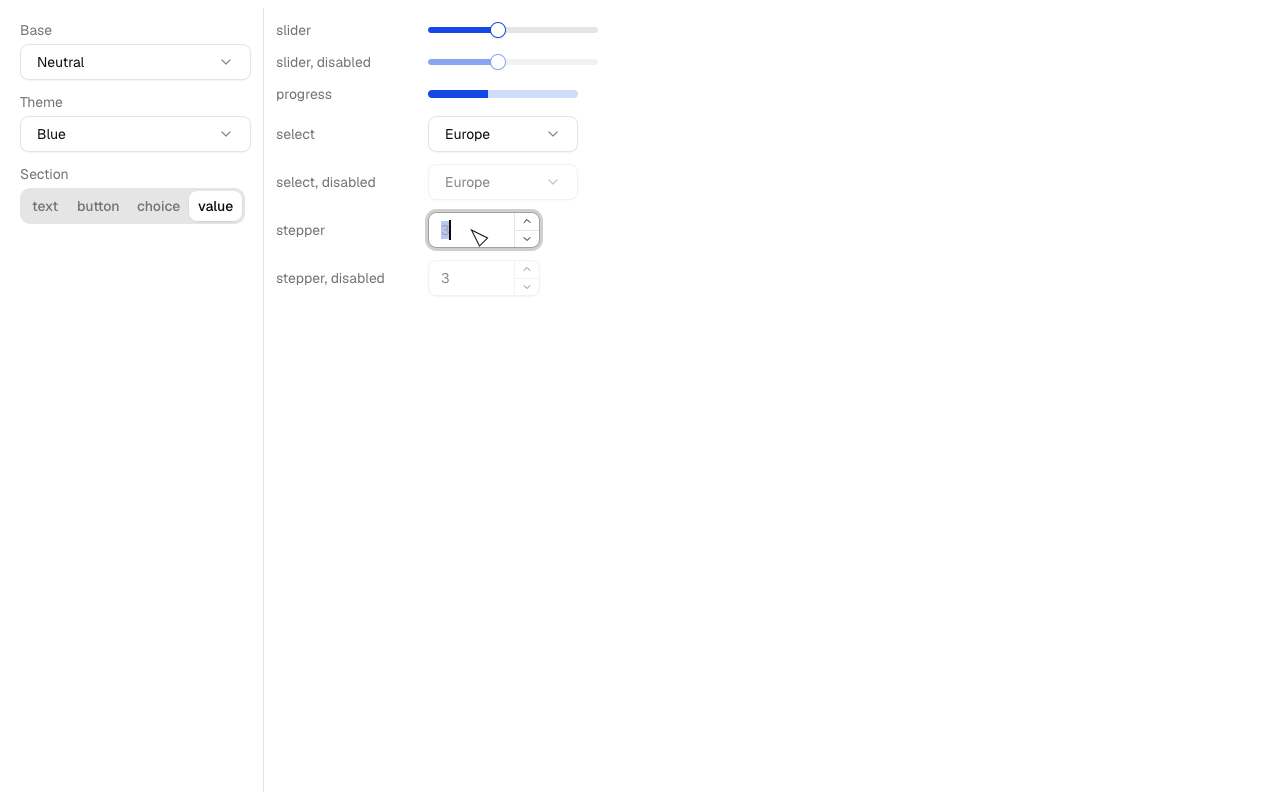 Base
Neutral
Theme
Blue
Section
text button choice value
slider
slider, disabled
progress
select Europe
select, disabled Europe
stepper 3
stepper, disabled 3